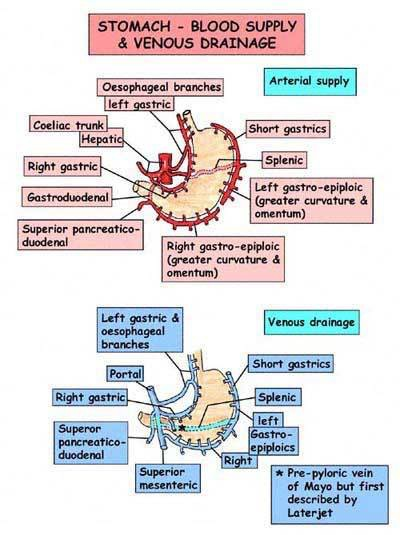 STOMACH - BLOOD SUPPLY
& VENOUS DRAINAGE
Arterial supply
Oesophageal branches
left gastric
Coeliac trunk
Hepatic
Short gastrics
Right gastric
Splenic
Gastroduodenal
Left gastro-epiploic
(greater curvature &
omentum)
Superior pancreatico-
duodenal
Right gastro-epiploic
(greater curvature &
omentum)
Left gastric &
oesophageal
branches
Venous drainage
Portal
Short gastrics
Right gastric
Splenic
Superor
pancreatico-
duodenal
left
Gastro-
epiploics
Right
Superior
mesenteric
* Pre-pyloric vein
of Mayo but first
described by
Laterjet